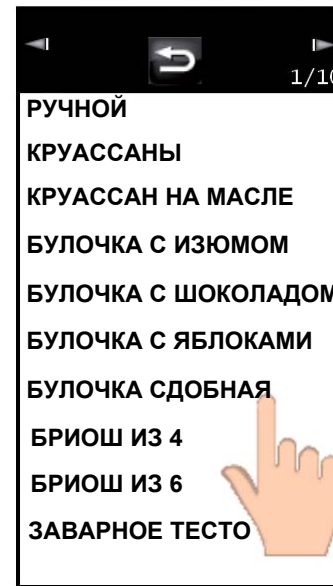 1/10
РУЧНОЙ
КРУАССАНЫ
КРУАССАН НА МАСЛЕ
БУЛОЧКА С ИЗЮМОМ
БУЛОЧКА С ШОКОЛАДОМ
БУЛОЧКА С ЯБЛОКАМИ
БУЛОЧКА СДОБНАЯ
БРИОШ ИЗ 4
БРИОШ ИЗ 6
ЗАВАРНОЕ ТЕСТО